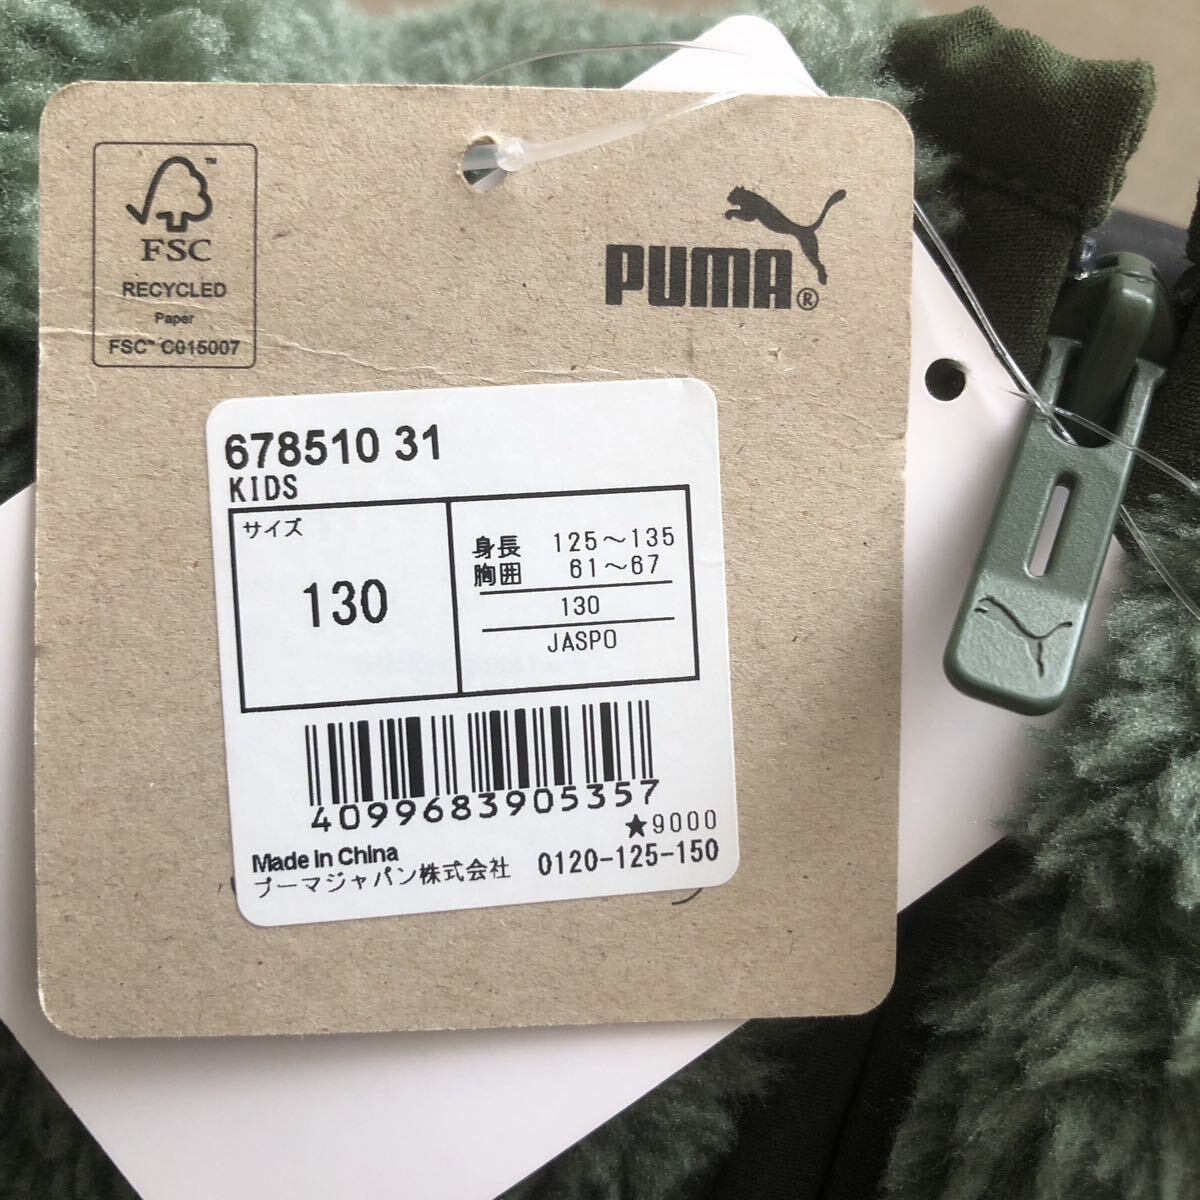 FSC™
RECYCLED
Paper
FSC™ C015007
PUMA®
678510 31
KIDS
サイズ
130
身長 125～135
胸囲 61～67
130
JASPO
4099683905357
★9000
Made in China
プーマジャパン株式会社 0120-125-150